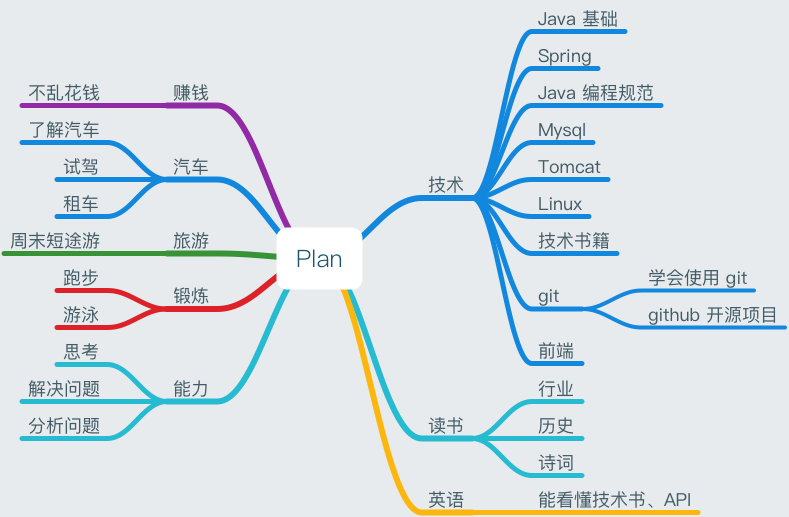 Plan
技术
Java 基础
Spring
Java 编程规范
Mysql
Tomcat
Linux
技术书籍
git
学会使用 git
github 开源项目
前端
读书
行业
历史
诗词
英语
能看懂技术书、API
赚钱
不乱花钱
汽车
了解汽车
试驾
租车
旅游
周末短途游
锻炼
跑步
游泳
能力
思考
解决问题
分析问题